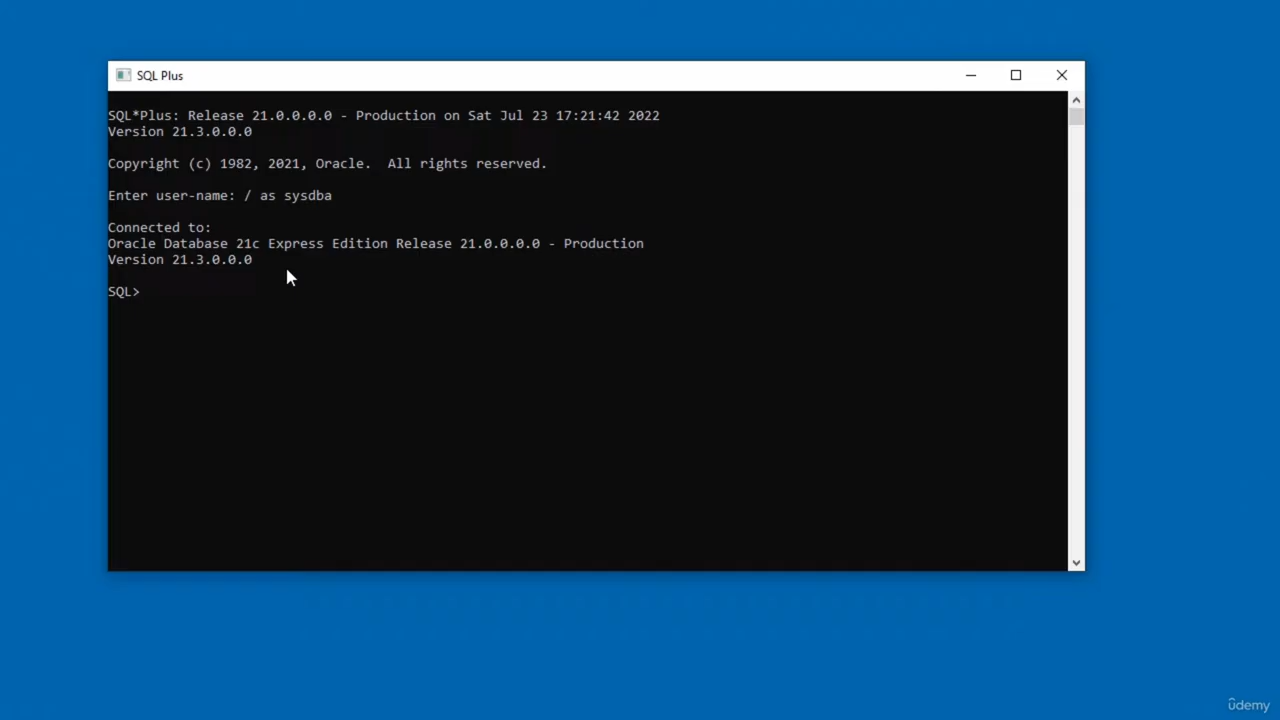 SQL Plus
SQL*Plus: Release 21.0.0.0.0 - Production on Sat Jul 23 17:21:42 2022
Version 21.3.0.0.0
Copyright (c) 1982, 2021, Oracle.  All rights reserved.
Enter user-name: / as sysdba
Connected to:
Oracle Database 21c Express Edition Release 21.0.0.0.0 - Production
Version 21.3.0.0.0
SQL>
ûdemy